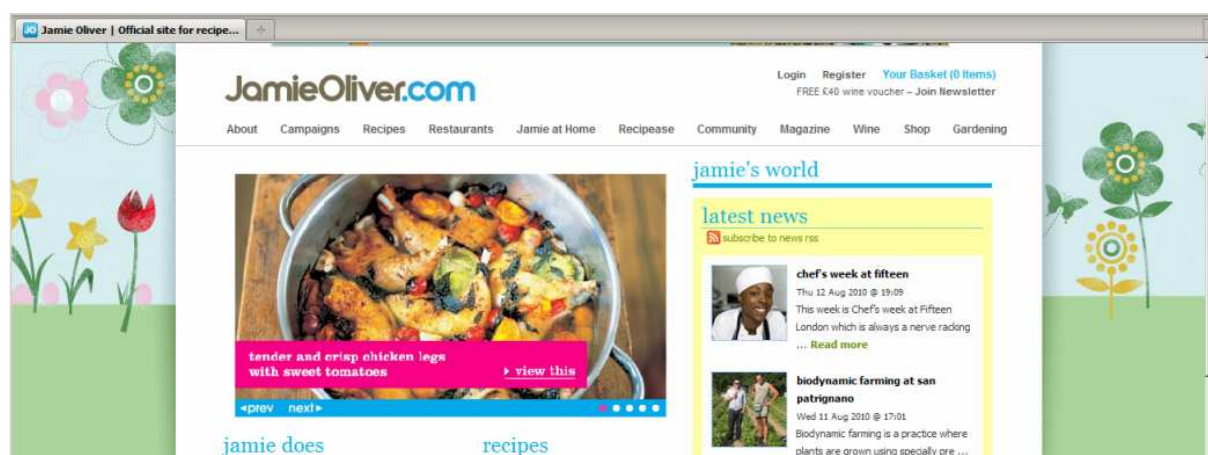 Jamie Oliver | Official site for recipe...
JamieOliver.com
Login Register Your Basket (0 Items)
FREE £40 wine voucher – Join Newsletter
About Campaigns Recipes Restaurants Jamie at Home Recipease Community Magazine Wine Shop Gardening
tender and crisp chicken legs
with sweet tomatoes
view this
prev next
jamie does
recipes
jamie's world
latest news
subscribe to news rss
chef's week at fifteen
Thu 12 Aug 2010 @ 19:09
This week is Chef's week at Fifteen
London which is always a nerve racking
... Read more
biodynamic farming at san
patrignano
Wed 11 Aug 2010 @ 17:01
Biodynamic farming is a practice where
plants are grown using specially pre ...